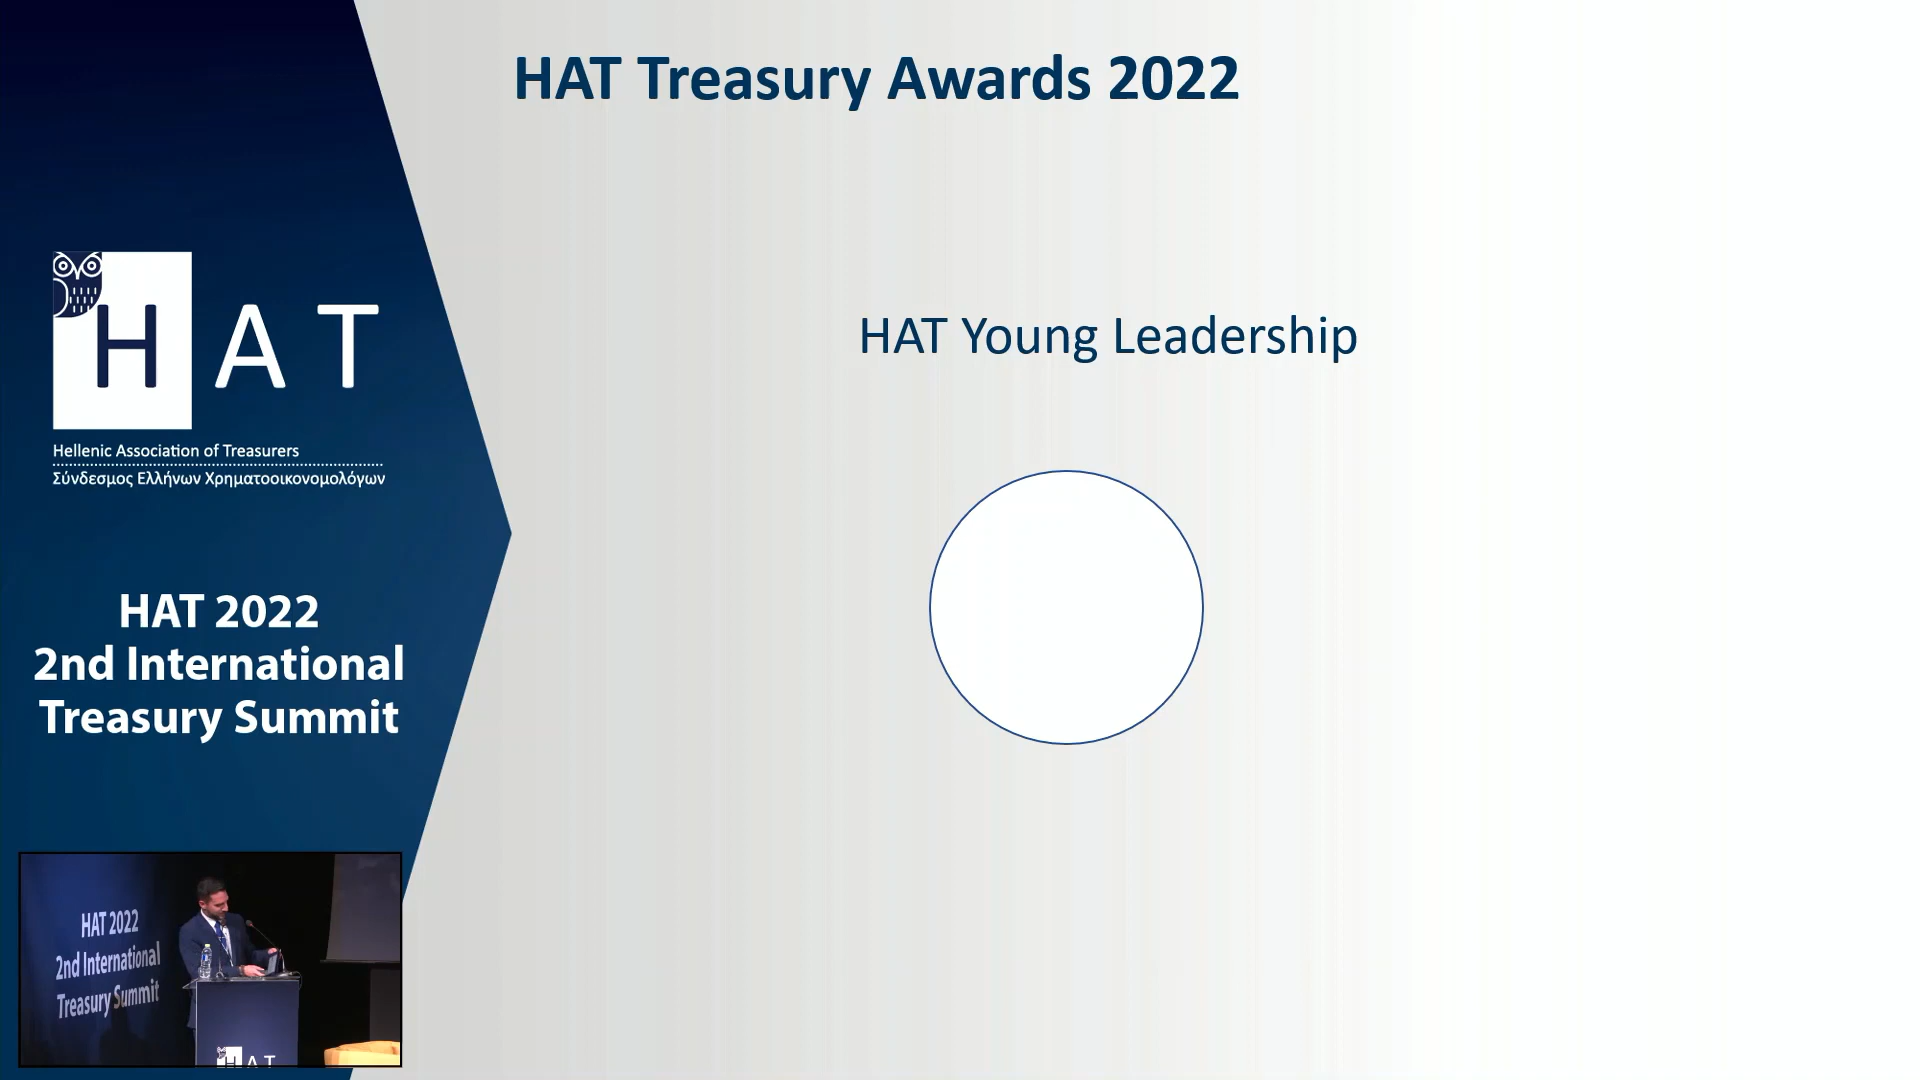 HAT Treasury Awards 2022
HAT
Hellenic Association of Treasurers
Σύνδεσμος Ελλήνων Χρηματοοικονομολόγων
HAT Young Leadership
HAT 2022
2nd International
Treasury Summit
HAT 2022
2nd International
Treasury Summit
HAT